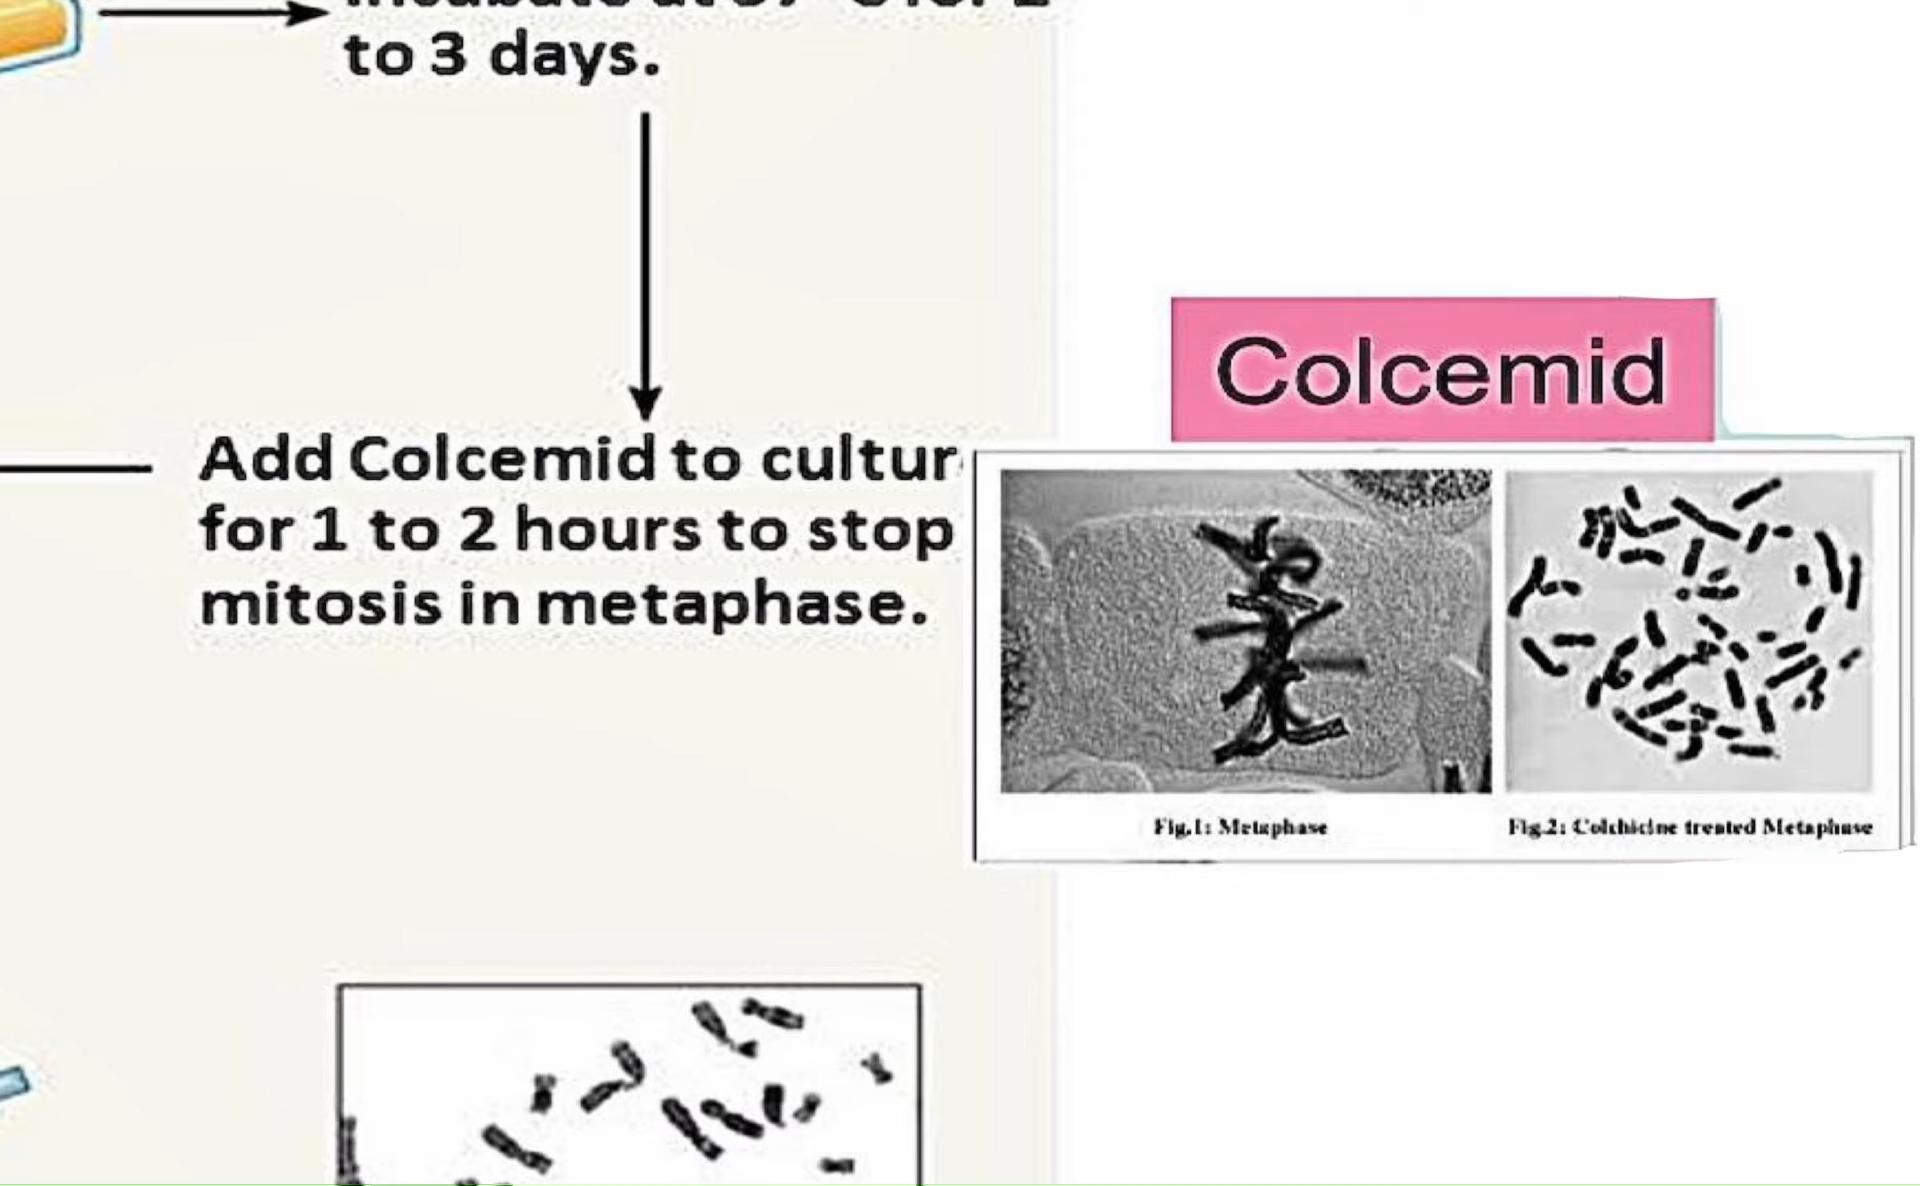 to 3 days.
Add Colcemid to cultur
for 1 to 2 hours to stop
mitosis in metaphase.
Colcemid
Fig.1: Metaphase
Fig.2: Colchicine treated Metaphase